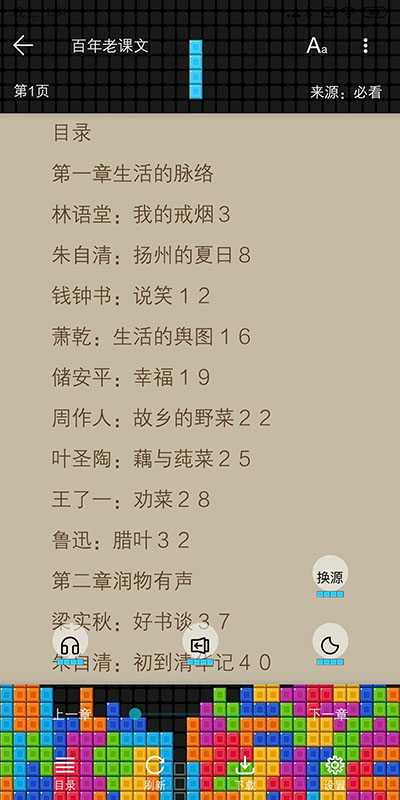 百年老课文
Aa
第1页
来源：必看
目录
第一章生活的脉络
林语堂：我的戒烟３
朱自清：扬州的夏日８
钱钟书：说笑１２
萧乾：生活的舆图１６
储安平：幸福１９
周作人：故乡的野菜２２
叶圣陶：藕与莼菜２５
王了一：劝菜２８
鲁迅：腊叶３２
第二章润物有声
换源
梁实秋：好书谈３７
朱自清：初到清华记４０
上一章
下一章
目录
刷新
下载
设置